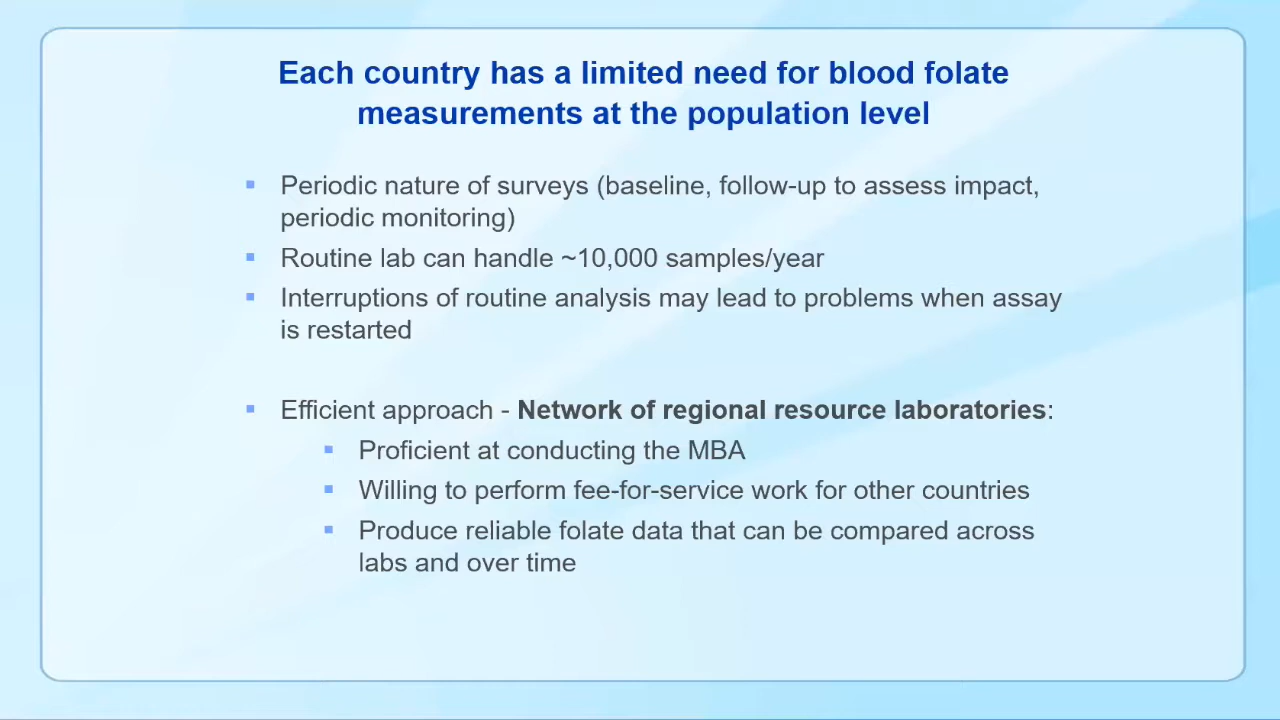 Each country has a limited need for blood folate
measurements at the population level
▪ Periodic nature of surveys (baseline, follow-up to assess impact,
periodic monitoring)
▪ Routine lab can handle ~10,000 samples/year
▪ Interruptions of routine analysis may lead to problems when assay
is restarted
▪ Efficient approach - Network of regional resource laboratories:
▪ Proficient at conducting the MBA
▪ Willing to perform fee-for-service work for other countries
▪ Produce reliable folate data that can be compared across
labs and over time